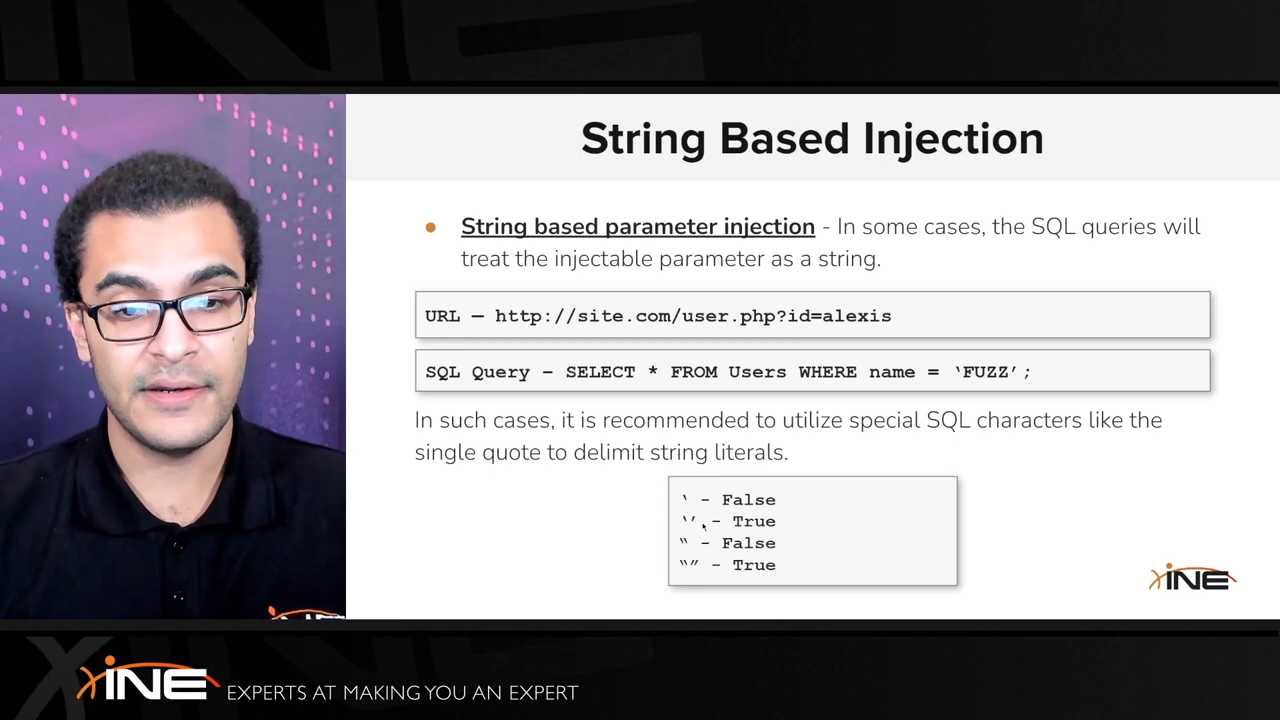 String Based Injection
● String based parameter injection - In some cases, the SQL queries will
treat the injectable parameter as a string.
URL – http://site.com/user.php?id=alexis
SQL Query – SELECT * FROM Users WHERE name = ‘FUZZ’;
In such cases, it is recommended to utilize special SQL characters like the
single quote to delimit string literals.
‘ - False
‘’ - True
“ - False
“” - True
iNE
iNE EXPERTS AT MAKING YOU AN EXPERT